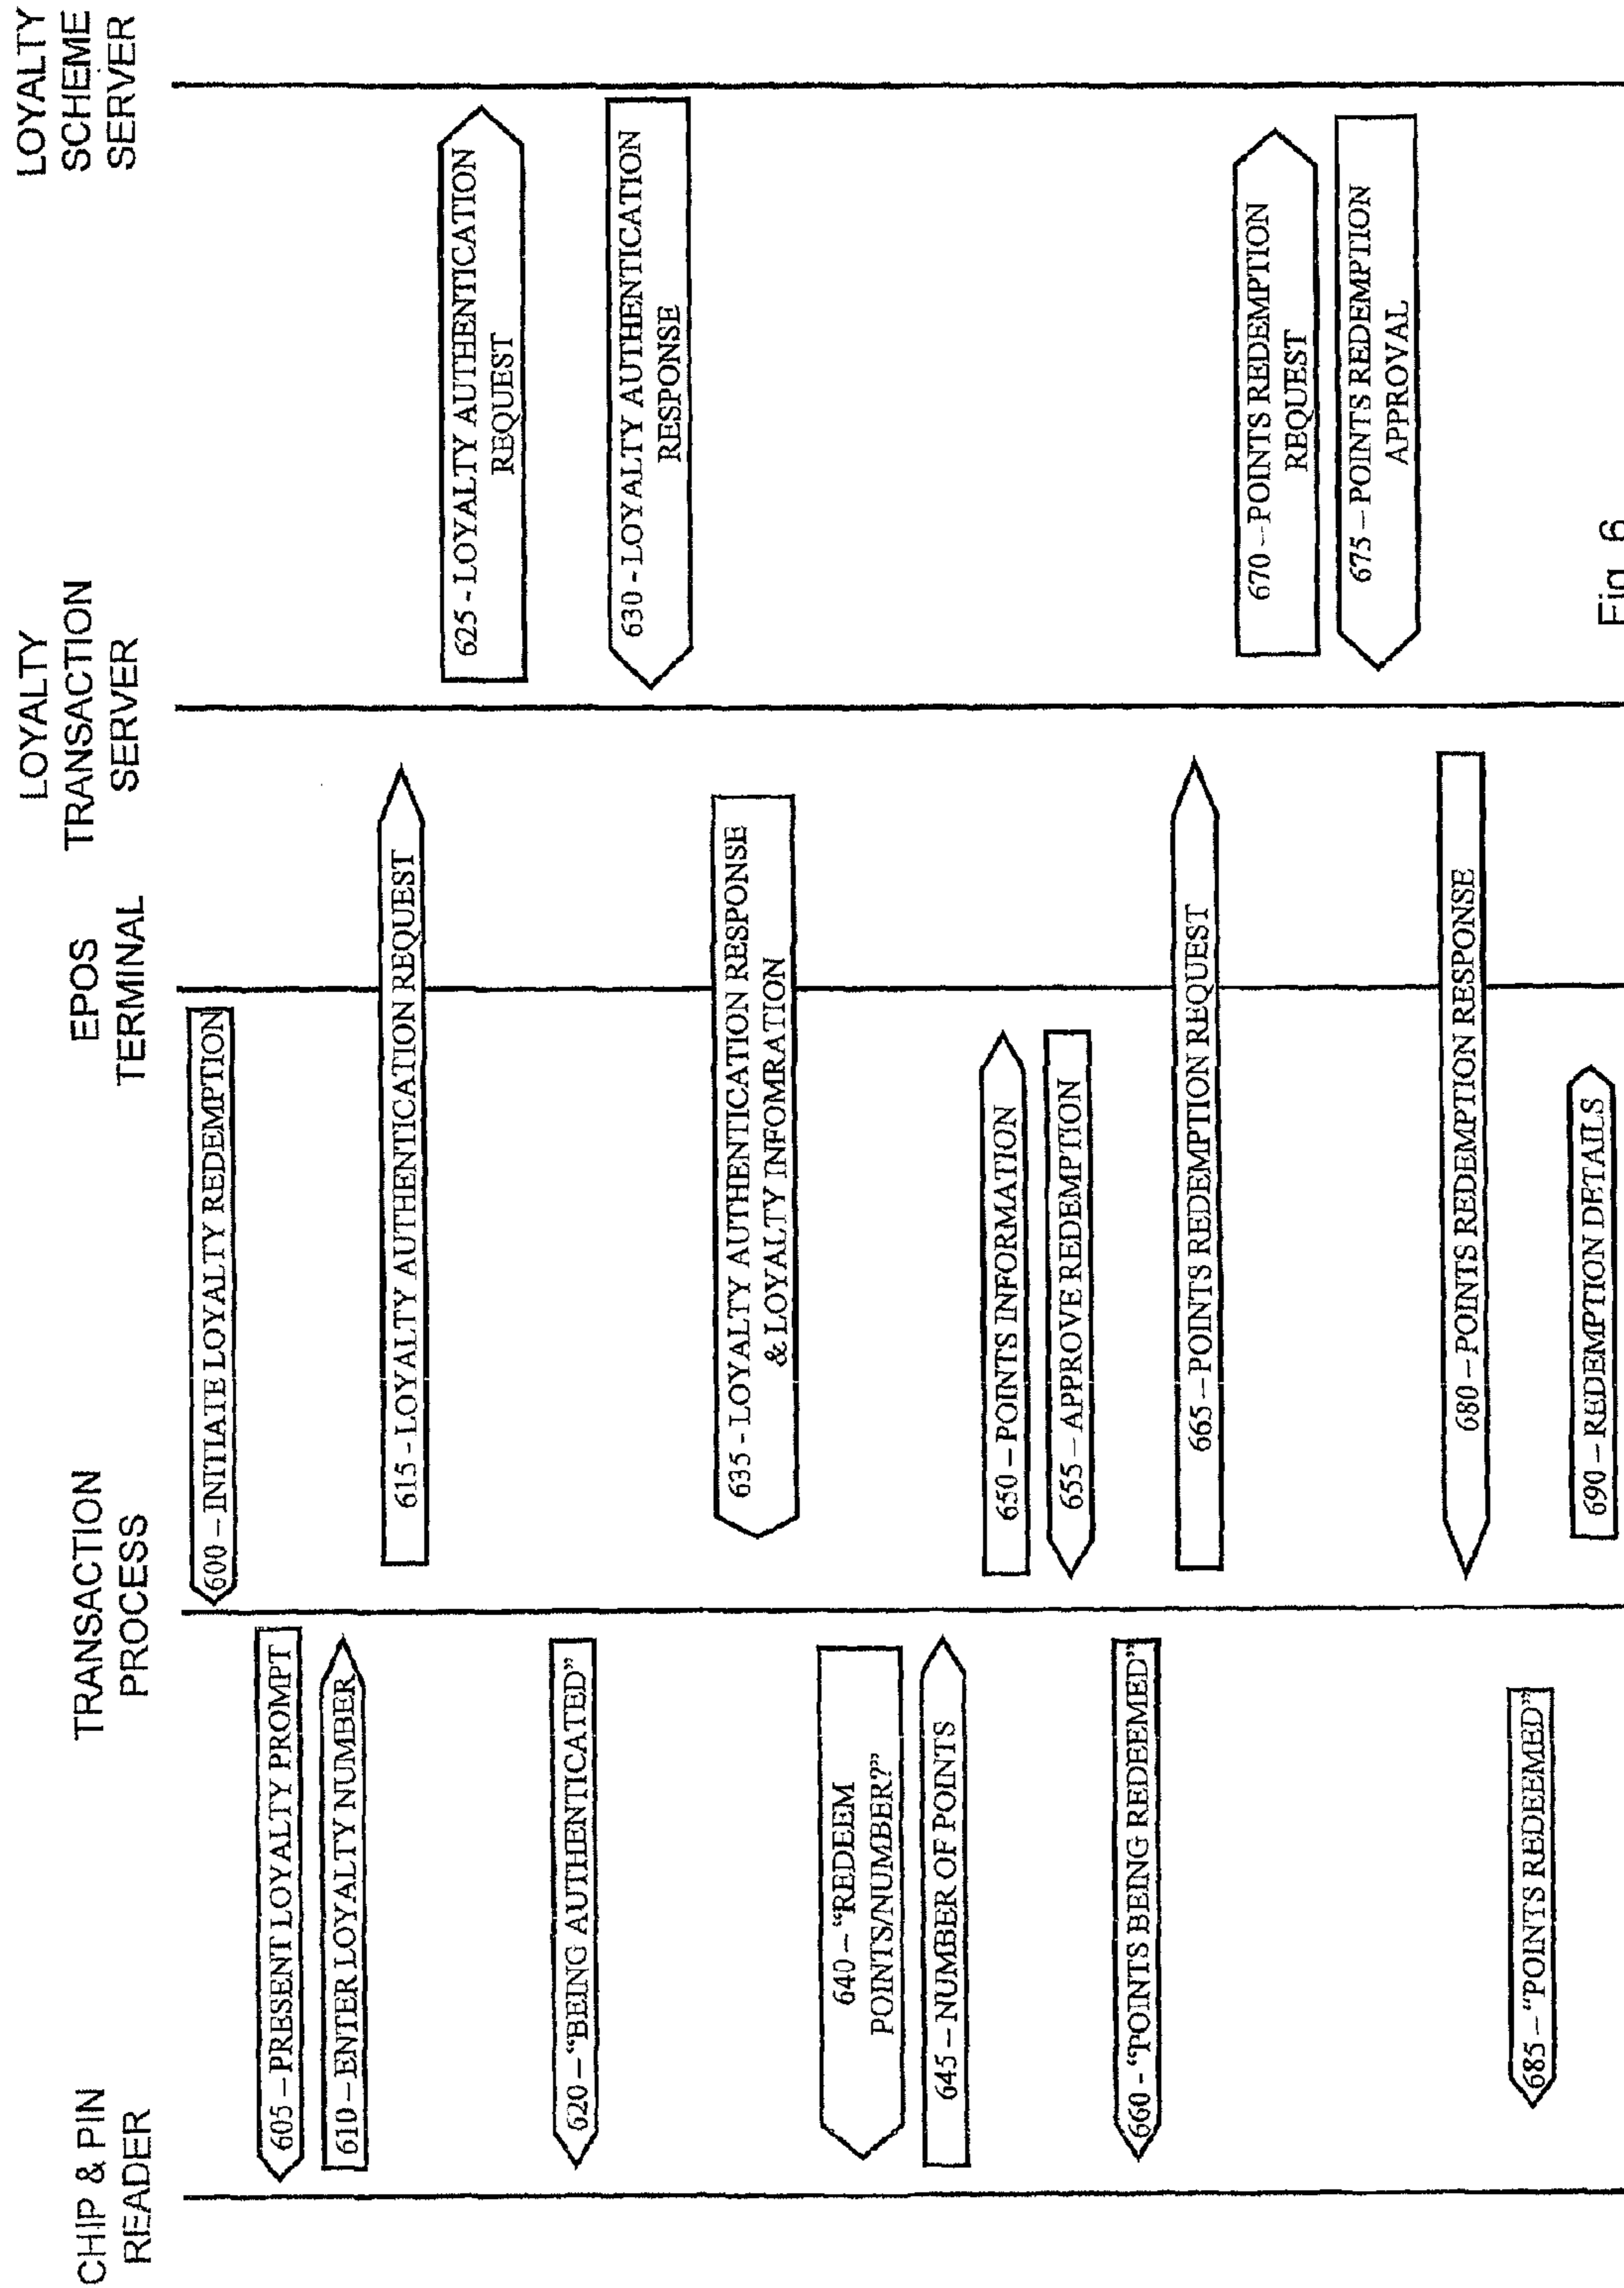 CHIP & PIN
READER
TRANSACTION
PROCESS
EPOS
TERMINAL
LOYALTY
TRANSACTION
SERVER
LOYALTY
SCHEME
SERVER
600 – INITIATE LOYALTY REDEMPTION
605 – PRESENT LOYALTY PROMPT
610 – ENTER LOYALTY NUMBER
615 - LOYALTY AUTHENTICATION REQUEST
625 - LOYALTY AUTHENTICATION
REQUEST
620 – “BEING AUTHENTICATED”
630 - LOYALTY AUTHENTICATION
RESPONSE
635 - LOYALTY AUTHENTICATION RESPONSE
& LOYALTY INFOMRATION
640 – “REDEEM
POINTS/NUMBER?”
645 – NUMBER OF POINTS
650 – POINTS INFORMATION
655 – APPROVE REDEMPTION
660 - “POINTS BEING REDEEMED”
665 – POINTS REDEMPTION REQUEST
670 – POINTS REDEMPTION
REQUEST
675 – POINTS REDEMPTION
APPROVAL
680 – POINTS REDEMPTION RESPONSE
685 – “POINTS REDEEMED”
690 – REDEMPTION DETAILS
Fig. 6